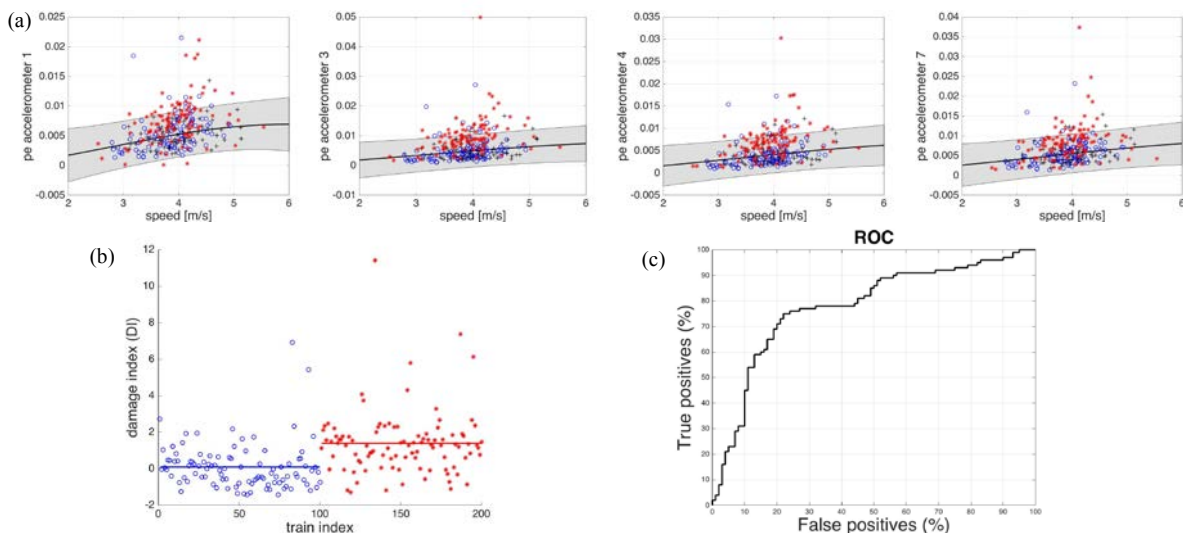 (a)
0.025
0.02
0.015
0.01
0.005
0
-0.005
pe accelerometer 1
2 3 4 5 6
speed [m/s]
0.05
0.04
0.03
0.02
0.01
0
-0.01
pe accelerometer 3
2 3 4 5 6
speed [m/s]
0.035
0.03
0.025
0.02
0.015
0.01
0.005
0
-0.005
pe accelerometer 4
2 3 4 5 6
speed [m/s]
0.04
0.035
0.03
0.025
0.02
0.015
0.01
0.005
0
-0.005
pe accelerometer 7
2 3 4 5 6
speed [m/s]
(b)
12
10
8
6
4
2
0
-2
damage index (DI)
0 50 100 150 200
train index
(c)
ROC
100
90
80
70
60
50
40
30
20
10
0
True positives (%)
0 10 20 30 40 50 60 70 80 90 100
False positives (%)